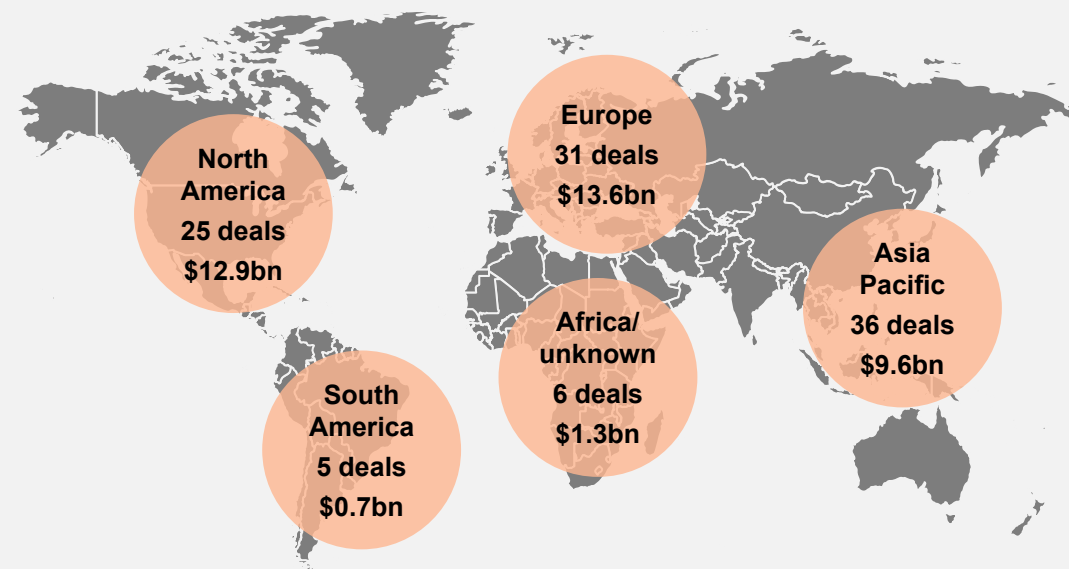 North
America
25 deals
$12.9bn
Europe
31 deals
$13.6bn
Asia
Pacific
36 deals
$9.6bn
Africa/
unknown
6 deals
$1.3bn
South
America
5 deals
$0.7bn